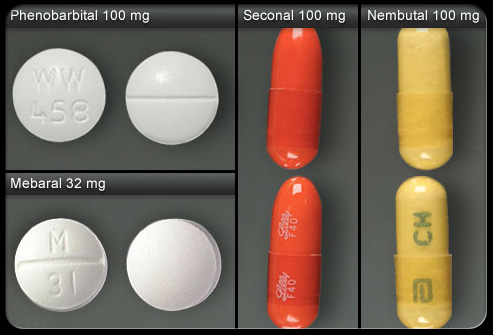 Phenobarbital 100 mg
WW
458
Mebaral 32 mg
M
31
Seconal 100 mg
Lilly
F40
Lilly
F40
Nembutal 100 mg
CH
a